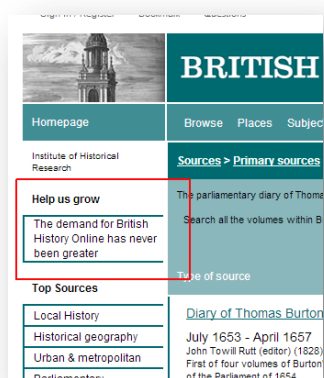 Sign in / Register Bookmark Questions
BRITISH
Homepage Browse Places Subjec
Institute of Historical
Research
Sources > Primary sources
Help us grow
The parliamentary diary of Thoma
The demand for British
History Online has never
been greater
Search all the volumes within B
Type of source
Top Sources
Local History
Historical geography
Urban & metropolitan
Parliamentary
Diary of Thomas Burton
July 1653 - April 1657
John Towill Rutt (editor) (1828)
First of four volumes of Burton'
of the Parliament of 1654